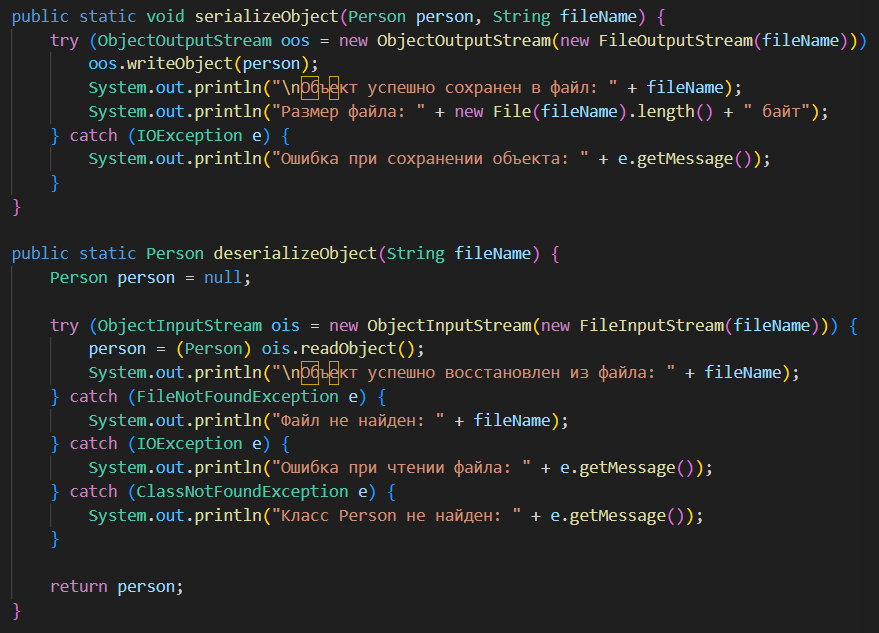 public static void serializeObject(Person person, String fileName) {
    try (ObjectOutputStream oos = new ObjectOutputStream(new FileOutputStream(fileName)))
        oos.writeObject(person);
        System.out.println("\nОбъект успешно сохранен в файл: " + fileName);
        System.out.println("Размер файла: " + new File(fileName).length() + " байт");
    } catch (IOException e) {
        System.out.println("Ошибка при сохранении объекта: " + e.getMessage());
    }
}

public static Person deserializeObject(String fileName) {
    Person person = null;

    try (ObjectInputStream ois = new ObjectInputStream(new FileInputStream(fileName))) {
        person = (Person) ois.readObject();
        System.out.println("\nОбъект успешно восстановлен из файла: " + fileName);
    } catch (FileNotFoundException e) {
        System.out.println("Файл не найден: " + fileName);
    } catch (IOException e) {
        System.out.println("Ошибка при чтении файла: " + e.getMessage());
    } catch (ClassNotFoundException e) {
        System.out.println("Класс Person не найден: " + e.getMessage());
    }

    return person;
}